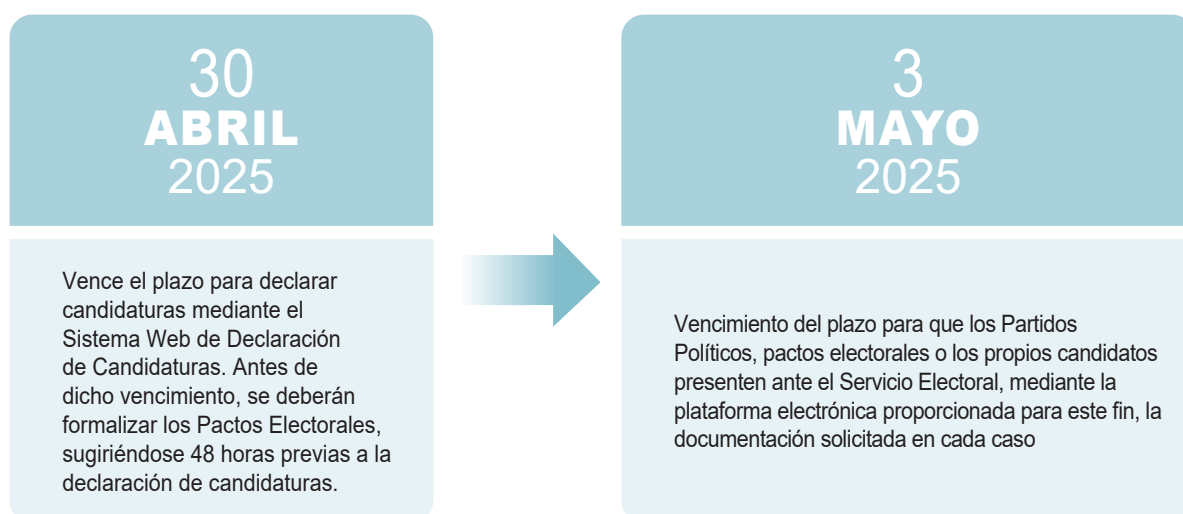 30
ABRIL
2025
Vence el plazo para declarar
candidaturas mediante el
Sistema Web de Declaración
de Candidaturas. Antes de
dicho vencimiento, se deberán
formalizar los Pactos Electorales,
sugiriéndose 48 horas previas a la
declaración de candidaturas.
3
MAYO
2025
Vencimiento del plazo para que los Partidos
Políticos, pactos electorales o los propios candidatos
presenten ante el Servicio Electoral, mediante la
plataforma electrónica proporcionada para este fin, la
documentación solicitada en cada caso